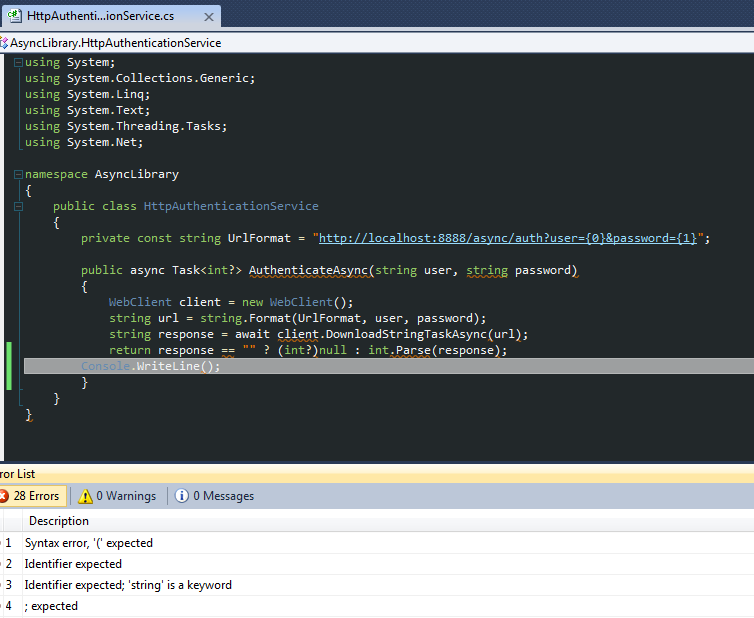 HttpAuthenti...ionService.cs
AsyncLibrary.HttpAuthenticationService
using System;
using System.Collections.Generic;
using System.Linq;
using System.Text;
using System.Threading.Tasks;
using System.Net;
namespace AsyncLibrary
{
public class HttpAuthenticationService
{
private const string UrlFormat = "http://localhost:8888/async/auth?user={0}&password={1}";
public async Task<int?> AuthenticateAsync(string user, string password)
{
WebClient client = new WebClient();
string url = string.Format(UrlFormat, user, password);
string response = await client.DownloadStringTaskAsync(url);
return response == "" ? (int?)null : int.Parse(response);
Console.WriteLine();
}
}
}
ror List
28 Errors
0 Warnings
0 Messages
Description
1 Syntax error, '(' expected
2 Identifier expected
3 Identifier expected; 'string' is a keyword
4 ; expected